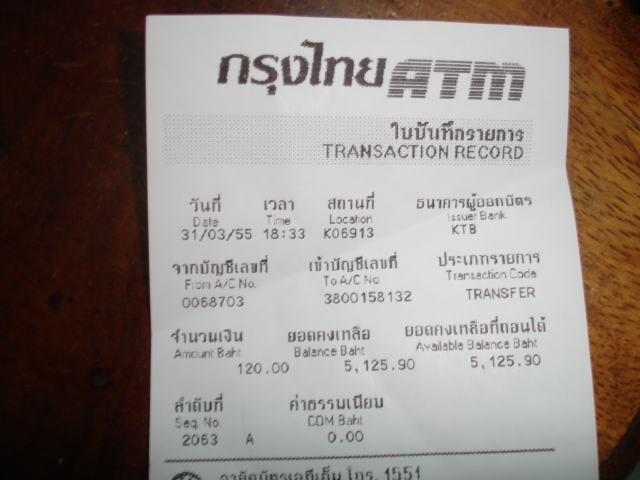 กรุงไทย ATM
ใบบันทึกรายการ
TRANSACTION RECORD
วันที่ เวลา สถานที่ ธนาคารผู้ออกบัตร
Date Time Location Issuer Bank
31/03/55 18:33 K06913 KTB
จากบัญชีเลขที่ เข้าบัญชีเลขที่ ประเภทรายการ
From A/C No. To A/C No. Transaction Code
0068703 3800158132 TRANSFER
จำนวนเงิน ยอดคงเหลือ ยอดคงเหลือที่ถอนได้
Amount Baht Balance Baht Available Balance Baht
120.00 5,125.90 5,125.90
ลำดับที่ ค่าธรรมเนียม
Seq No. COM Baht
2063 A 0.00
โทร. 1551